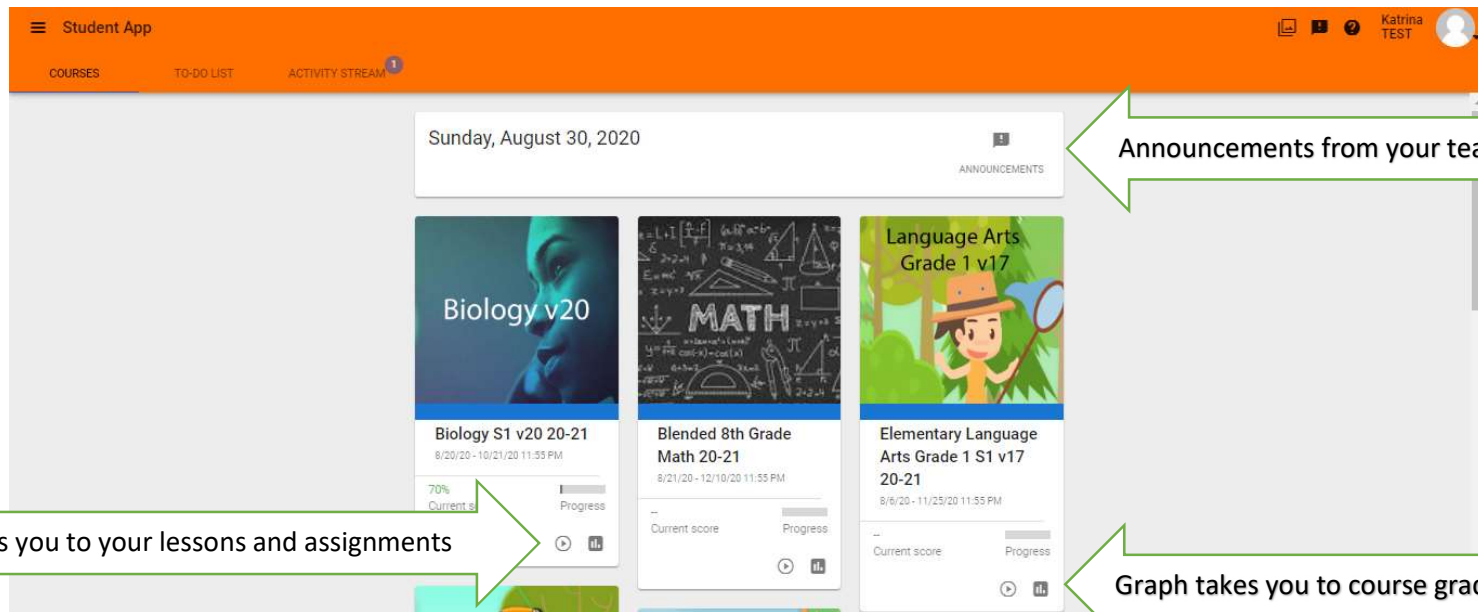 Student App
Katrina
TEST
COURSES
TO-DO LIST
ACTIVITY STREAM
1
Sunday, August 30, 2020
ANNOUNCEMENTS
Announcements from your
Biology v20
MATH
Language Arts
Grade 1 v17
Biology S1 v20 20-21
8/20/20 - 10/21/20 11:55 PM
70%
Current
Progress
Blended 8th Grade
Math 20-21
8/21/20 - 12/10/20 11:55 PM
--
Current score
Progress
Elementary Language
Arts Grade 1 S1 v17
20-21
8/6/20 - 11/25/20 11:55 PM
--
Current score
Progress
you to your lessons and assignments
Graph takes you to course